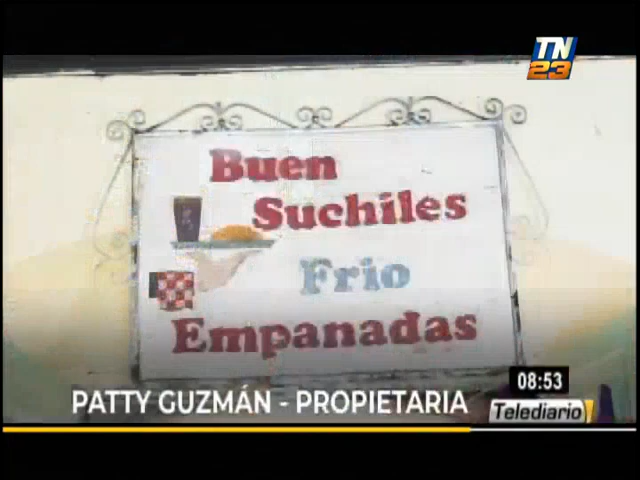 TN
23
Buen
Suchiles
Frio
Empanadas
08:53
PATTY GUZMÁN - PROPIETARIA
Telediario